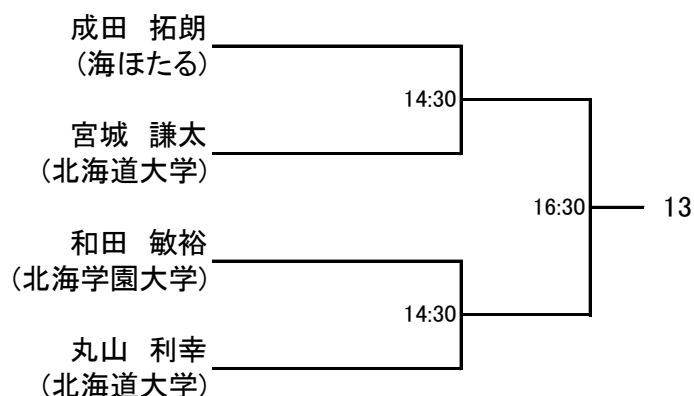 成田　拓朗
(海ほたる)
14:30
宮城　謙太
(北海道大学)
16:30
13
和田　敏裕
(北海学園大学)
14:30
丸山　利幸
(北海道大学)